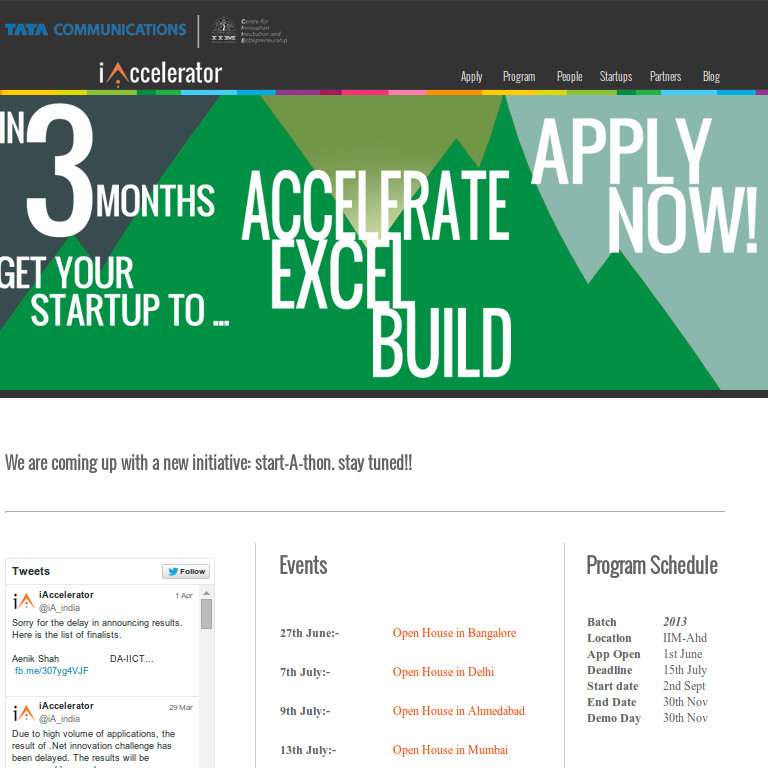 TATA COMMUNICATIONS
Centre for
Innovation
Incubation and
Entrepreneurship
iAccelerator
Apply Program People Startups Partners Blog
IN 3 MONTHS
GET YOUR
STARTUP TO ...
ACCELERATE
EXCEL
BUILD
APPLY
NOW!
We are coming up with a new initiative: start-A-thon. stay tuned!!
Tweets Follow
iAccelerator 1 Apr
@iA_india
Sorry for the delay in announcing results.
Here is the list of finalists.
Aenik Shah DA-IICT…
fb.me/307yg4VJF
iAccelerator 29 Mar
@iA_india
Due to high volume of applications, the
result of .Net innovation challenge has
been delayed. The results will be
Events
27th June:- Open House in Bangalore
7th July:- Open House in Delhi
9th July:- Open House in Ahmedabad
13th July:- Open House in Mumbai
Program Schedule
Batch 2013
Location IIM-Ahd
App Open 1st June
Deadline 15th July
Start date 2nd Sept
End Date 30th Nov
Demo Day 30th Nov